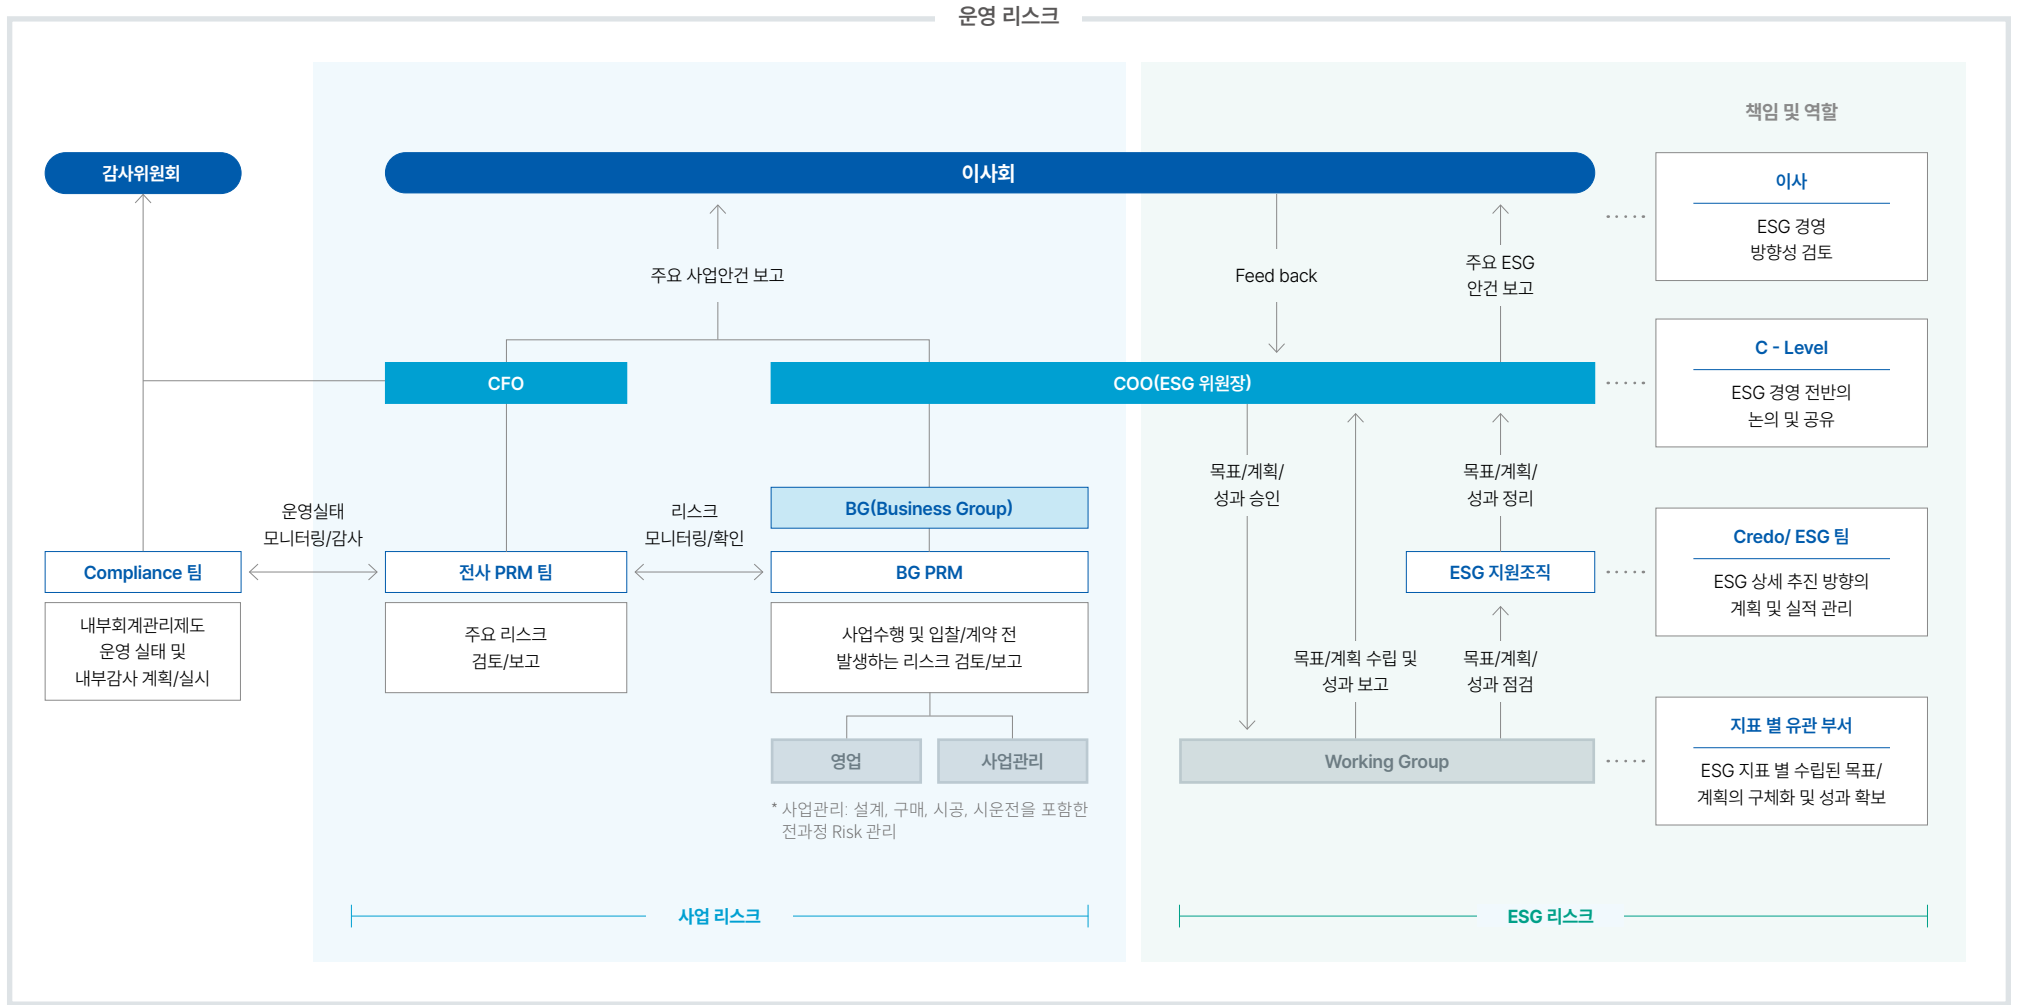 운영 리스크
책임 및 역할
감사위원회
이사회
이사
ESG 경영
방향성 검토
주요 사업안건 보고
Feed back
주요 ESG
안건 보고
CFO
COO(ESG 위원장)
C - Level
ESG 경영 전반의
논의 및 공유
목표/계획/
성과 승인
목표/계획/
성과 정리
운영실태
모니터링/감사
리스크
모니터링/확인
BG(Business Group)
Compliance 팀
전사 PRM 팀
BG PRM
ESG 지원조직
Credo/ ESG 팀
ESG 상세 추진 방향의
계획 및 실적 관리
내부회계관리제도
운영 실태 및
내부감사 계획/실시
주요 리스크
검토/보고
사업수행 및 입찰/계약 전
발생하는 리스크 검토/보고
목표/계획 수립 및
성과 보고
목표/계획/
성과 점검
영업
사업관리
Working Group
지표 별 유관 부서
ESG 지표 별 수립된 목표/
계획의 구체화 및 성과 확보
* 사업관리: 설계, 구매, 시공, 시운전을 포함한
전과정 Risk 관리
사업 리스크
ESG 리스크